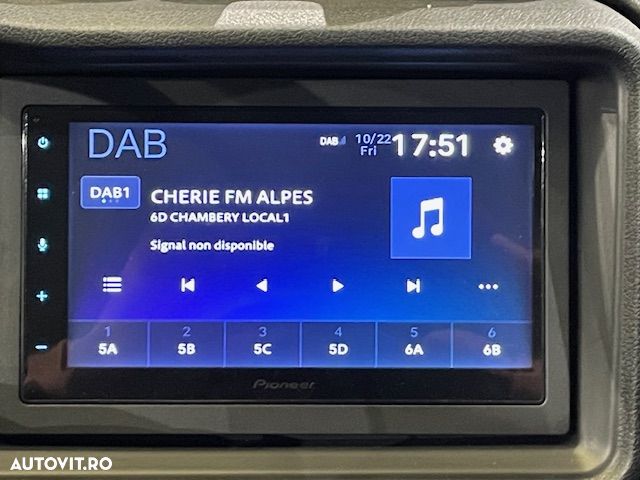 DAB
DAB
10/22
Fri
17:51
DAB1
CHERIE FM ALPES
6D CHAMBERY LOCAL1
Signal non disponible
1 2 3 4 5 6
5A 5B 5C 5D 6A 6B
Pioneer
AUTOVIT.RO